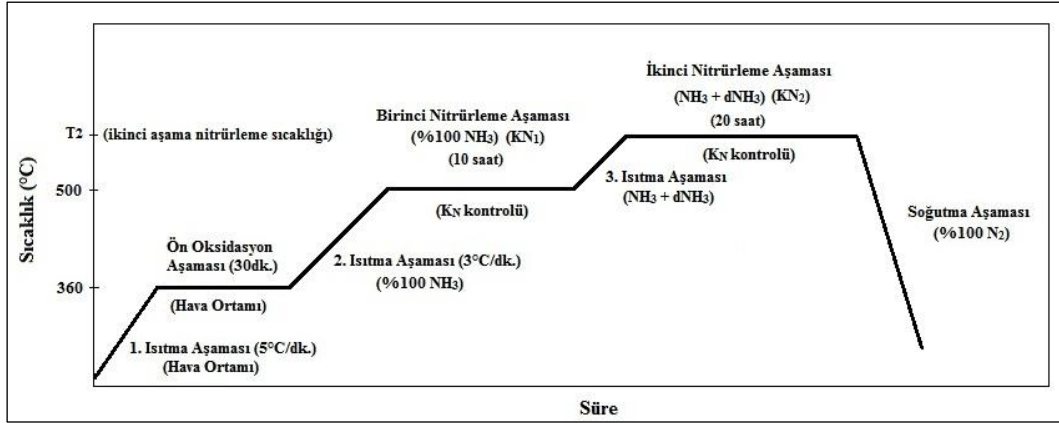 İkinci Nitrürleme Aşaması
(NH₃ + dNH₃) (KN₂)
(20 saat)
(KN kontrolü)
Birinci Nitrürleme Aşaması
(%100 NH₃) (KN₁)
(10 saat)
(KN kontrolü)
T2
(ikinci aşama nitrürleme sıcaklığı)
3. Isıtma Aşaması
(NH₃ + dNH₃)
500
Sıcaklık (°C)
Soğutma Aşaması
(%100 N₂)
Ön Oksidasyon
Aşaması (30dk.)
(Hava Ortamı)
2. Isıtma Aşaması (3°C/dk.)
(%100 NH₃)
360
1. Isıtma Aşaması (5°C/dk.)
(Hava Ortamı)
Süre